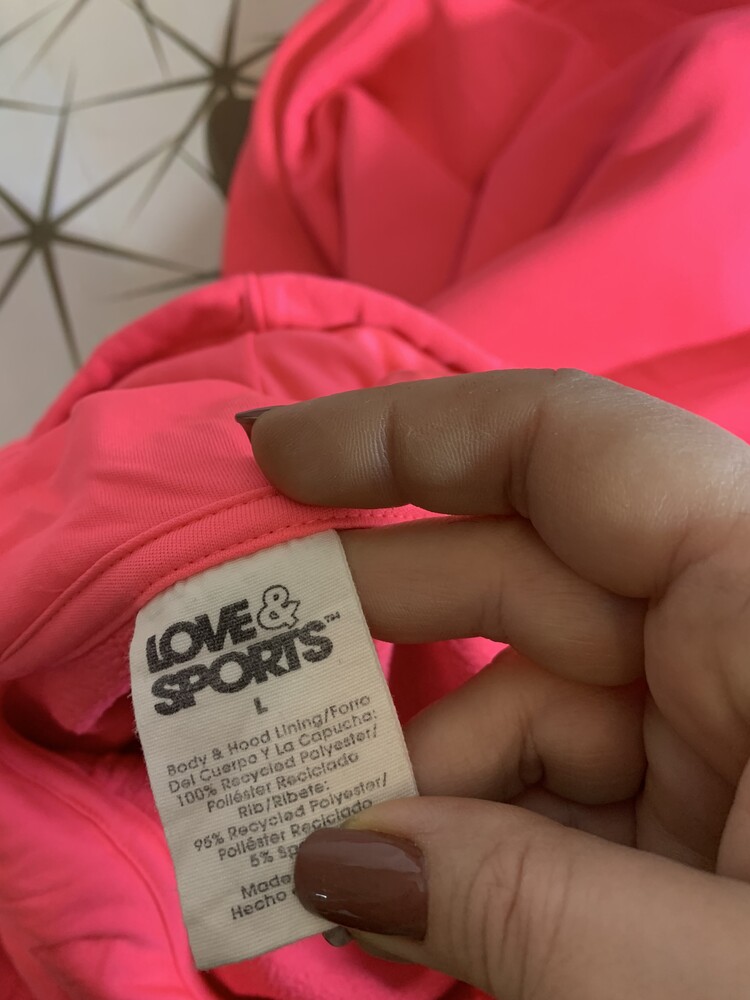 LOVE &
SPORTS™
L
Body & Hood Lining/Forro
Del Cuerpo Y La Capucha:
100% Recycled Polyester/
Poliéster Reciclado
Rib/Ribete:
95% Recycled Polyester/
Poliéster Reciclado
5%
Made
Hecho